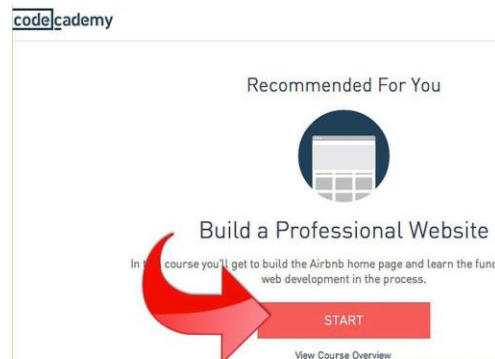 codecademy
Recommended For You
Build a Professional Website
In course you'll get to build the Airbnb home page and learn the
web development in the process.
START
View Course Overview